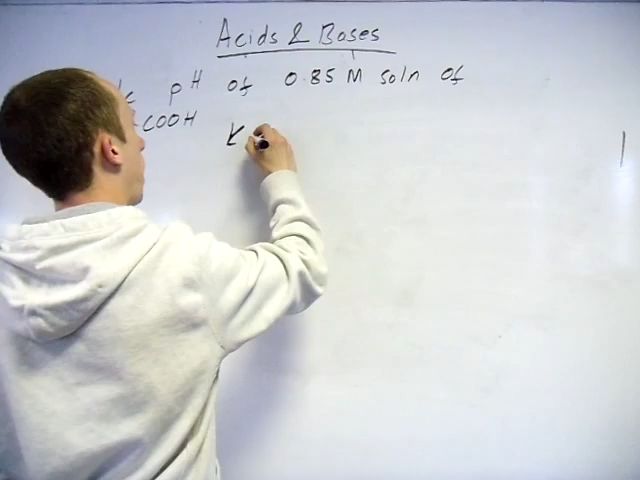 Acids & Bases
pH of 0.85 M soln of
COOH
K